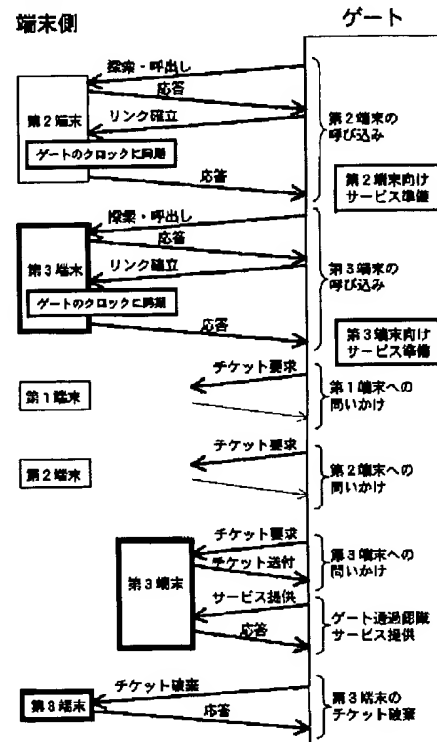 端末側
ゲート
探索・呼出し
応答
第2端末
リンク確立
第2端末の
呼び込み
ゲートのクロックに同期
応答
第2端末向け
サービス準備
探索・呼出し
応答
第3端末
リンク確立
第3端末の
呼び込み
ゲートのクロックに同期
応答
第3端末向け
サービス準備
チケット要求
第1端末
第1端末への
問いかけ
チケット要求
第2端末
第2端末への
問いかけ
チケット要求
チケット送付
第3端末
第3端末への
問いかけ
サービス提供
応答
ゲート通過認識
サービス提供
チケット破棄
第3端末
応答
第3端末の
チケット破棄